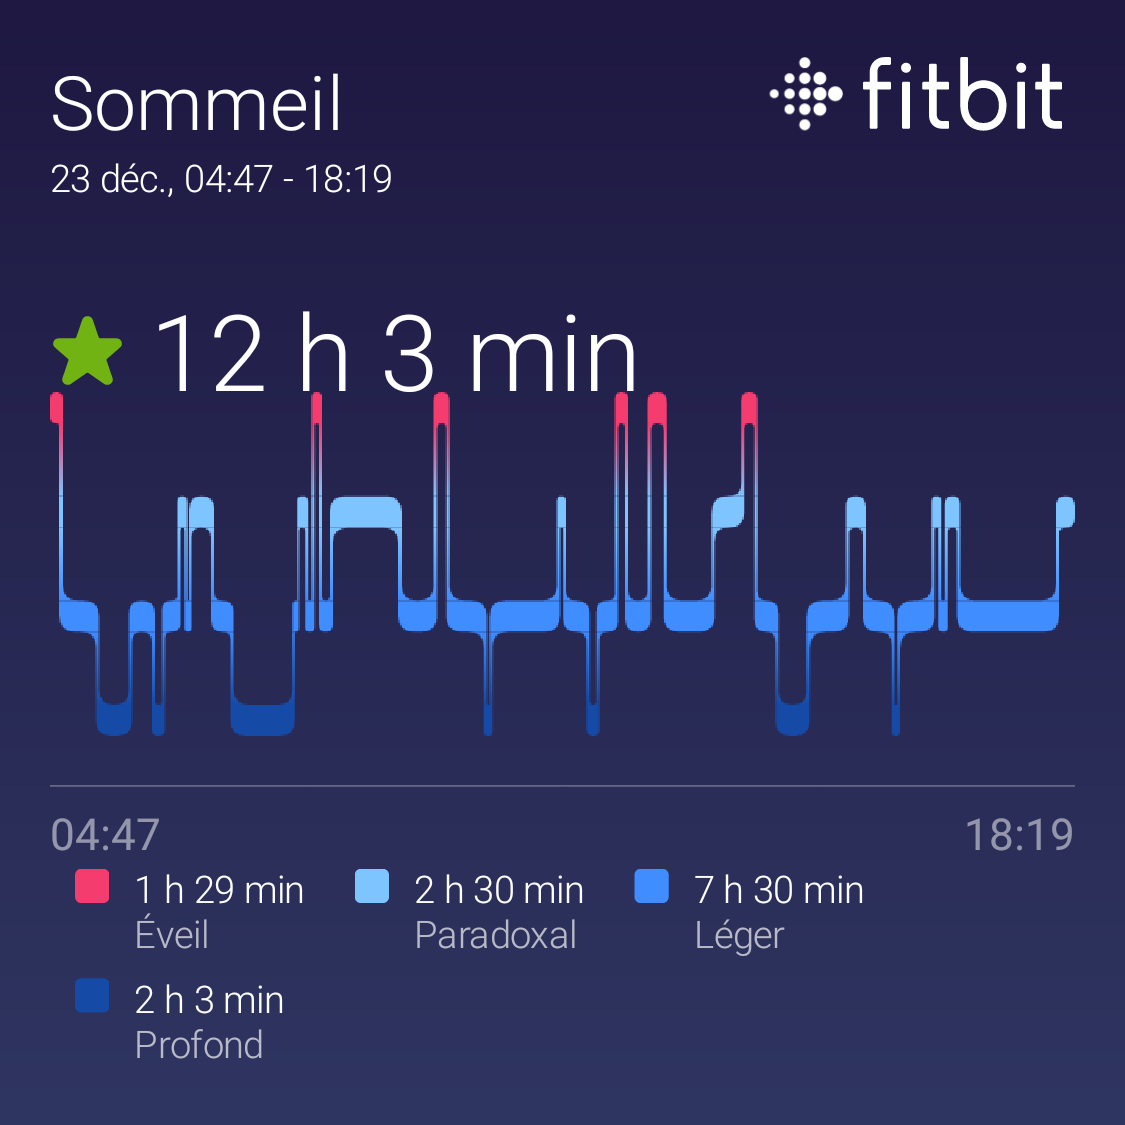 Sommeil
fitbit
23 déc., 04:47 - 18:19
12 h 3 min
04:47
18:19
1 h 29 min
2 h 30 min
7 h 30 min
Éveil
Paradoxal
Léger
2 h 3 min
Profond